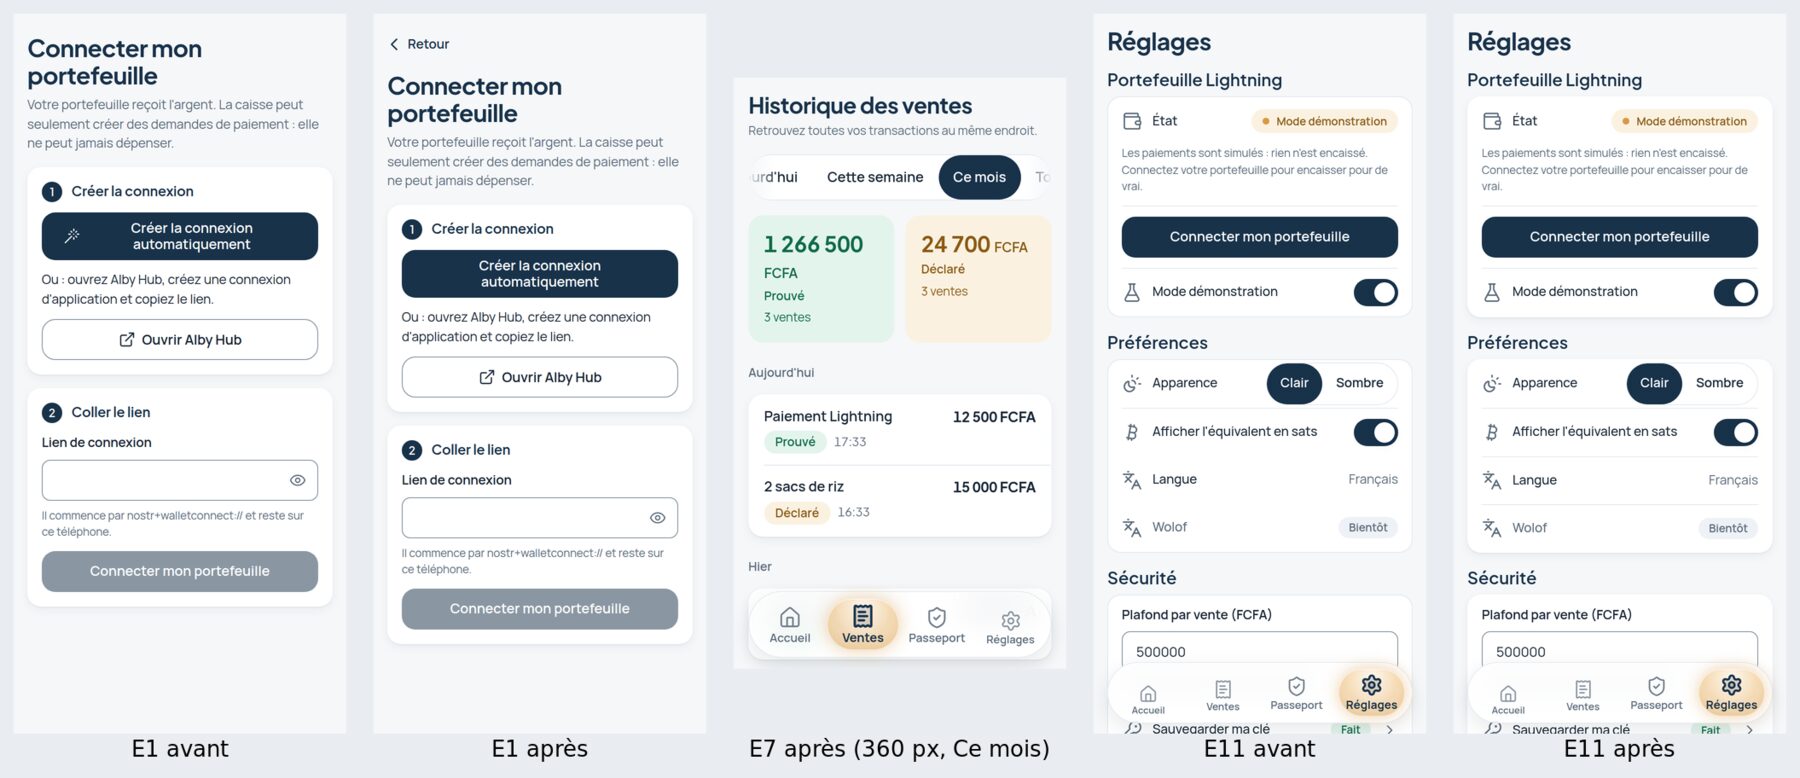 Connecter mon
portefeuille
Votre portefeuille reçoit l'argent. La caisse peut
seulement créer des demandes de paiement : elle
ne peut jamais dépenser.
1 Créer la connexion
Créer la connexion
automatiquement
Ou : ouvrez Alby Hub, créez une connexion
d'application et copiez le lien.
Ouvrir Alby Hub
2 Coller le lien
Lien de connexion
Il commence par nostr+walletconnect:// et reste sur
ce téléphone.
Connecter mon portefeuille
E1 avant
Retour
Connecter mon
portefeuille
Votre portefeuille reçoit l'argent. La caisse peut
seulement créer des demandes de paiement : elle
ne peut jamais dépenser.
1 Créer la connexion
Créer la connexion
automatiquement
Ou : ouvrez Alby Hub, créez une connexion
d'application et copiez le lien.
Ouvrir Alby Hub
2 Coller le lien
Lien de connexion
Il commence par nostr+walletconnect:// et reste sur
ce téléphone.
Connecter mon portefeuille
E1 après
Historique des ventes
Retrouvez toutes vos transactions au même endroit.
urd'hui Cette semaine Ce mois To
1 266 500
FCFA
Prouvé
3 ventes
24 700 FCFA
Déclaré
3 ventes
Aujourd'hui
Paiement Lightning 12 500 FCFA
Prouvé 17:33
2 sacs de riz 15 000 FCFA
Déclaré 16:33
Hier
Accueil Ventes Passeport Réglages
E7 après (360 px, Ce mois)
Réglages
Portefeuille Lightning
État Mode démonstration
Les paiements sont simulés : rien n'est encaissé.
Connectez votre portefeuille pour encaisser pour de
vrai.
Connecter mon portefeuille
Mode démonstration
Préférences
Apparence Clair Sombre
Afficher l'équivalent en sats
Langue Français
Wolof Bientôt
Sécurité
Plafond par vente (FCFA)
500000
Accueil Ventes Passeport Réglages
Sauvegarder ma clé Fait
E11 avant
Réglages
Portefeuille Lightning
État Mode démonstration
Les paiements sont simulés : rien n'est encaissé.
Connectez votre portefeuille pour encaisser pour de
vrai.
Connecter mon portefeuille
Mode démonstration
Préférences
Apparence Clair Sombre
Afficher l'équivalent en sats
Langue Français
Wolof Bientôt
Sécurité
Plafond par vente (FCFA)
500000
Accueil Ventes Passeport Réglages
Sauvegarder ma clé Fait
E11 après